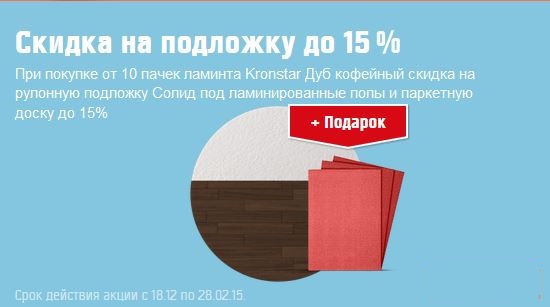 Скидка на подложку до 15 %
При покупке от 10 пачек ламинта Kronstar Дуб кофейный скидка на
рулонную подложку Солид под ламинированные полы и паркетную
доску до 15%
+ Подарок
Срок действия акции с 18.12 по 28.02.15.